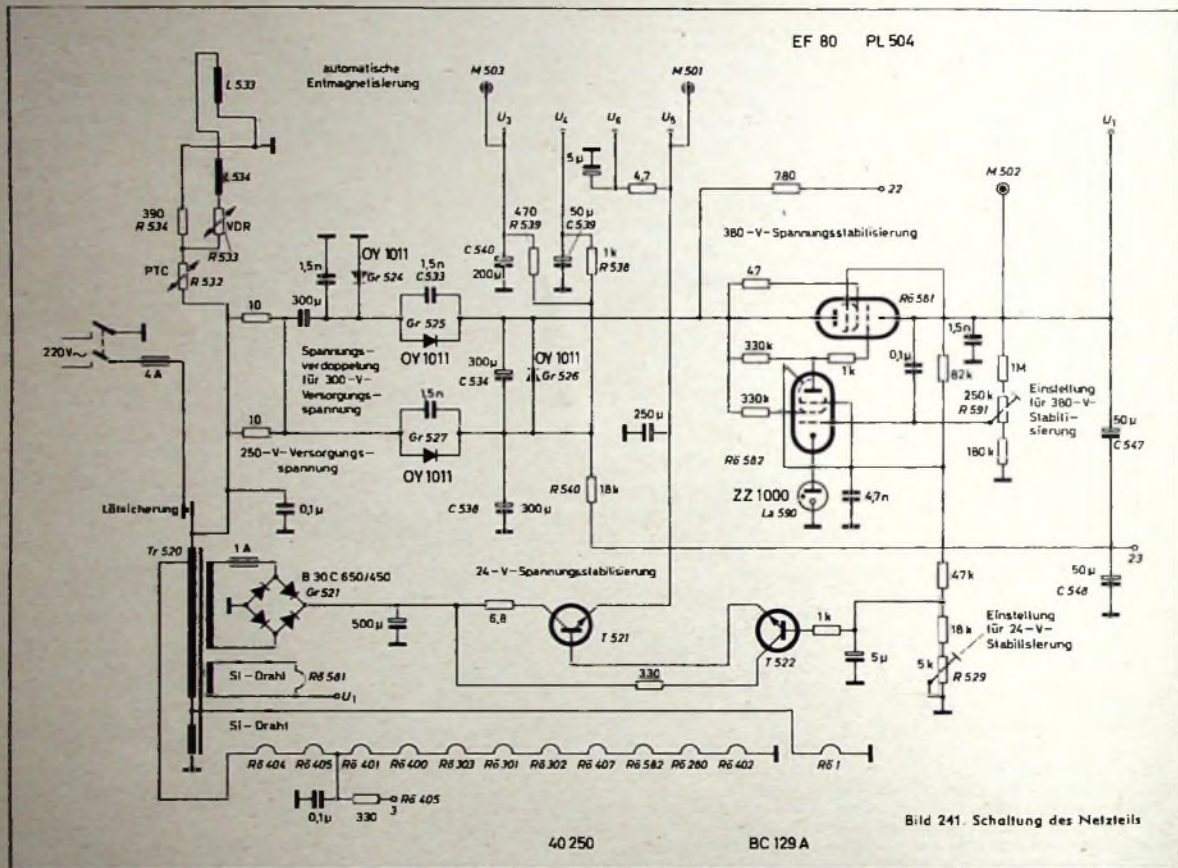 EF 80 PL 504
automatische
Entmagnetisierung
M 503
M 501
L 533
U₃
U₄
U₆
U₅
U₁
5µ
4,7
780
22
M 502
L 534
390
R 534
VDR
R 533
PTC
R 532
470
R 539
50µ
C 539
C 540
200µ
1k
R 538
380-V-Spannungsstabilisierung
1,5n
OY 1011
Gr 524
1,5n
C 533
47
Rö 581
10
300µ
Gr 525
OY 1011
1,5n
220V~
4A
Spannungs-
verdoppelung
für 300-V-
Versorgungs-
spannung
300µ
C 534
OY 1011
Gr 526
330k
1k
0,1µ
82k
1M
330k
250k
R 591
Einstellung
für 380-V-
Stabili-
sierung
1,5n
10
Gr 527
250µ
50µ
C 547
250-V-Versorgungs-
spannung
OY 1011
Rö 582
180k
R 540
18k
ZZ 1000
La 590
4,7n
Lötsicherung
0,1µ
C 538
300µ
Tr 520
1A
23
B 30 C 650/450
Gr 521
24-V-Spannungsstabilisierung
47k
50µ
C 548
500µ
6,8
T 521
1k
T 522
18k
Einstellung
für 24-V-
Stabilisierung
5µ
5k
R 529
Si-Draht
Rö 581
U₁
330
Si-Draht
Rö 404
Rö 405
Rö 401
Rö 400
Rö 303
Rö 301
Rö 302
Rö 407
Rö 582
Rö 280
Rö 402
Rö 1
0,1µ
330
3
Rö 405
Bild 241. Schaltung des Netzteils
40 250
BC 129 A